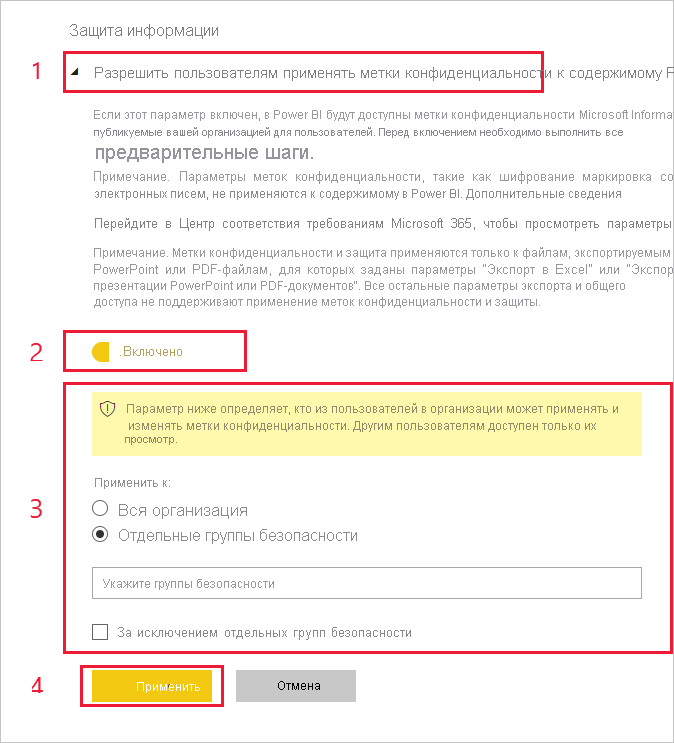 Защита информации
1
Разрешить пользователям применять метки конфиденциальности к содержимому
Если этот параметр включен, в Power BI будут доступны метки конфиденциальности Microsoft
публикуемые вашей организацией для пользователей. Перед включением необходимо выполнить все
предварительные шаги.
Примечание. Параметры меток конфиденциальности, такие как шифрование маркировка
электронных писем, не применяются к содержимому в Power BI. Дополнительные сведения
Перейдите в Центр соответствия требованиям Microsoft 365, чтобы просмотреть параметры
Примечание. Метки конфиденциальности и защита применяются только к файлам, экспортируемым
PowerPoint или PDF-файлам, для которых заданы параметры "Экспорт в Excel" или
презентации PowerPoint или PDF-документов". Все остальные параметры экспорта и общего
доступа не поддерживают применение меток конфиденциальности и защиты.
2
.Включено
Параметр ниже определяет, кто из пользователей в организации может применять и
изменять метки конфиденциальности. Другим пользователям доступен только их
просмотр.
Применить к:
3
Вся организация
Отдельные группы безопасности
Укажите группы безопасности
За исключением отдельных групп безопасности
4
Применить
Отмена